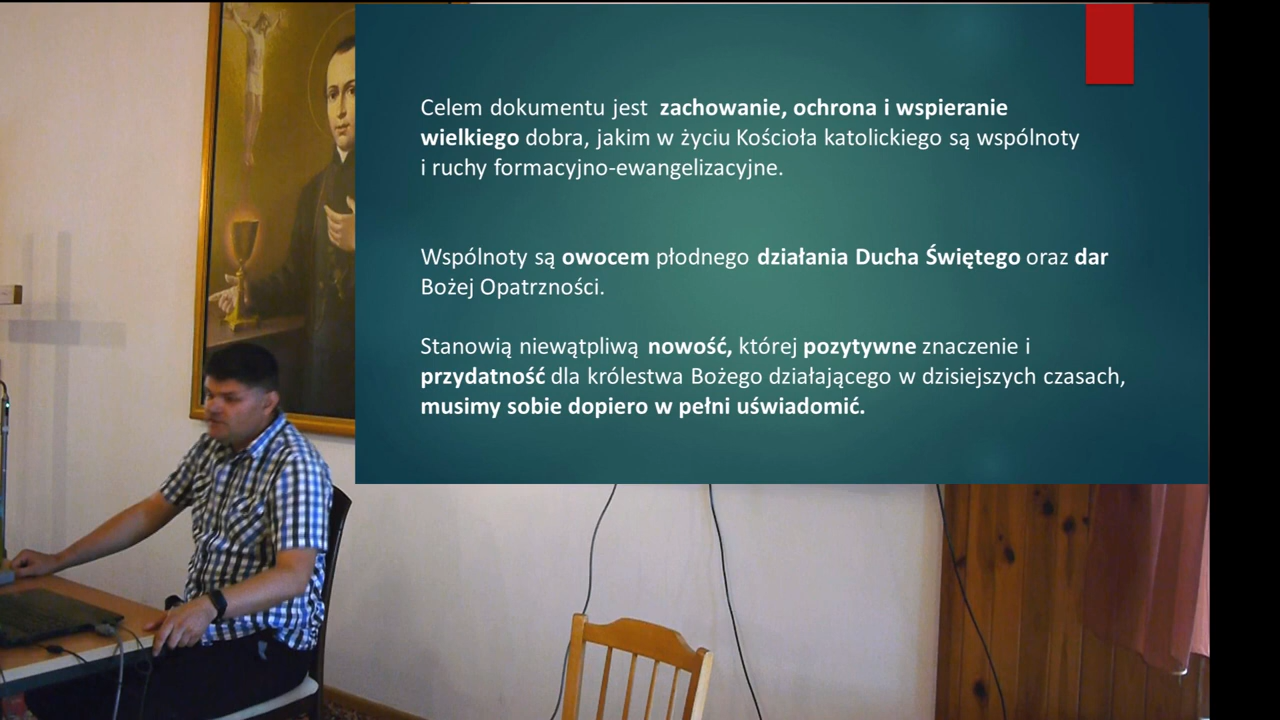 Celem dokumentu jest zachowanie, ochrona i wspieranie
wielkiego dobra, jakim w życiu Kościoła katolickiego są wspólnoty
i ruchy formacyjno-ewangelizacyjne.
Wspólnoty są owocem płodnego działania Ducha Świętego oraz dar
Bożej Opatrzności.
Stanowią niewątpliwą nowość, której pozytywne znaczenie i
przydatność dla królestwa Bożego działającego w dzisiejszych czasach,
musimy sobie dopiero w pełni uświadomić.